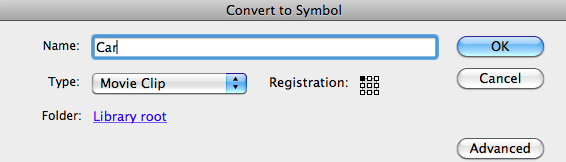 Convert to Symbol
Name: Car OK
Type: Movie Clip Registration: Cancel
Folder: Library root
Advanced